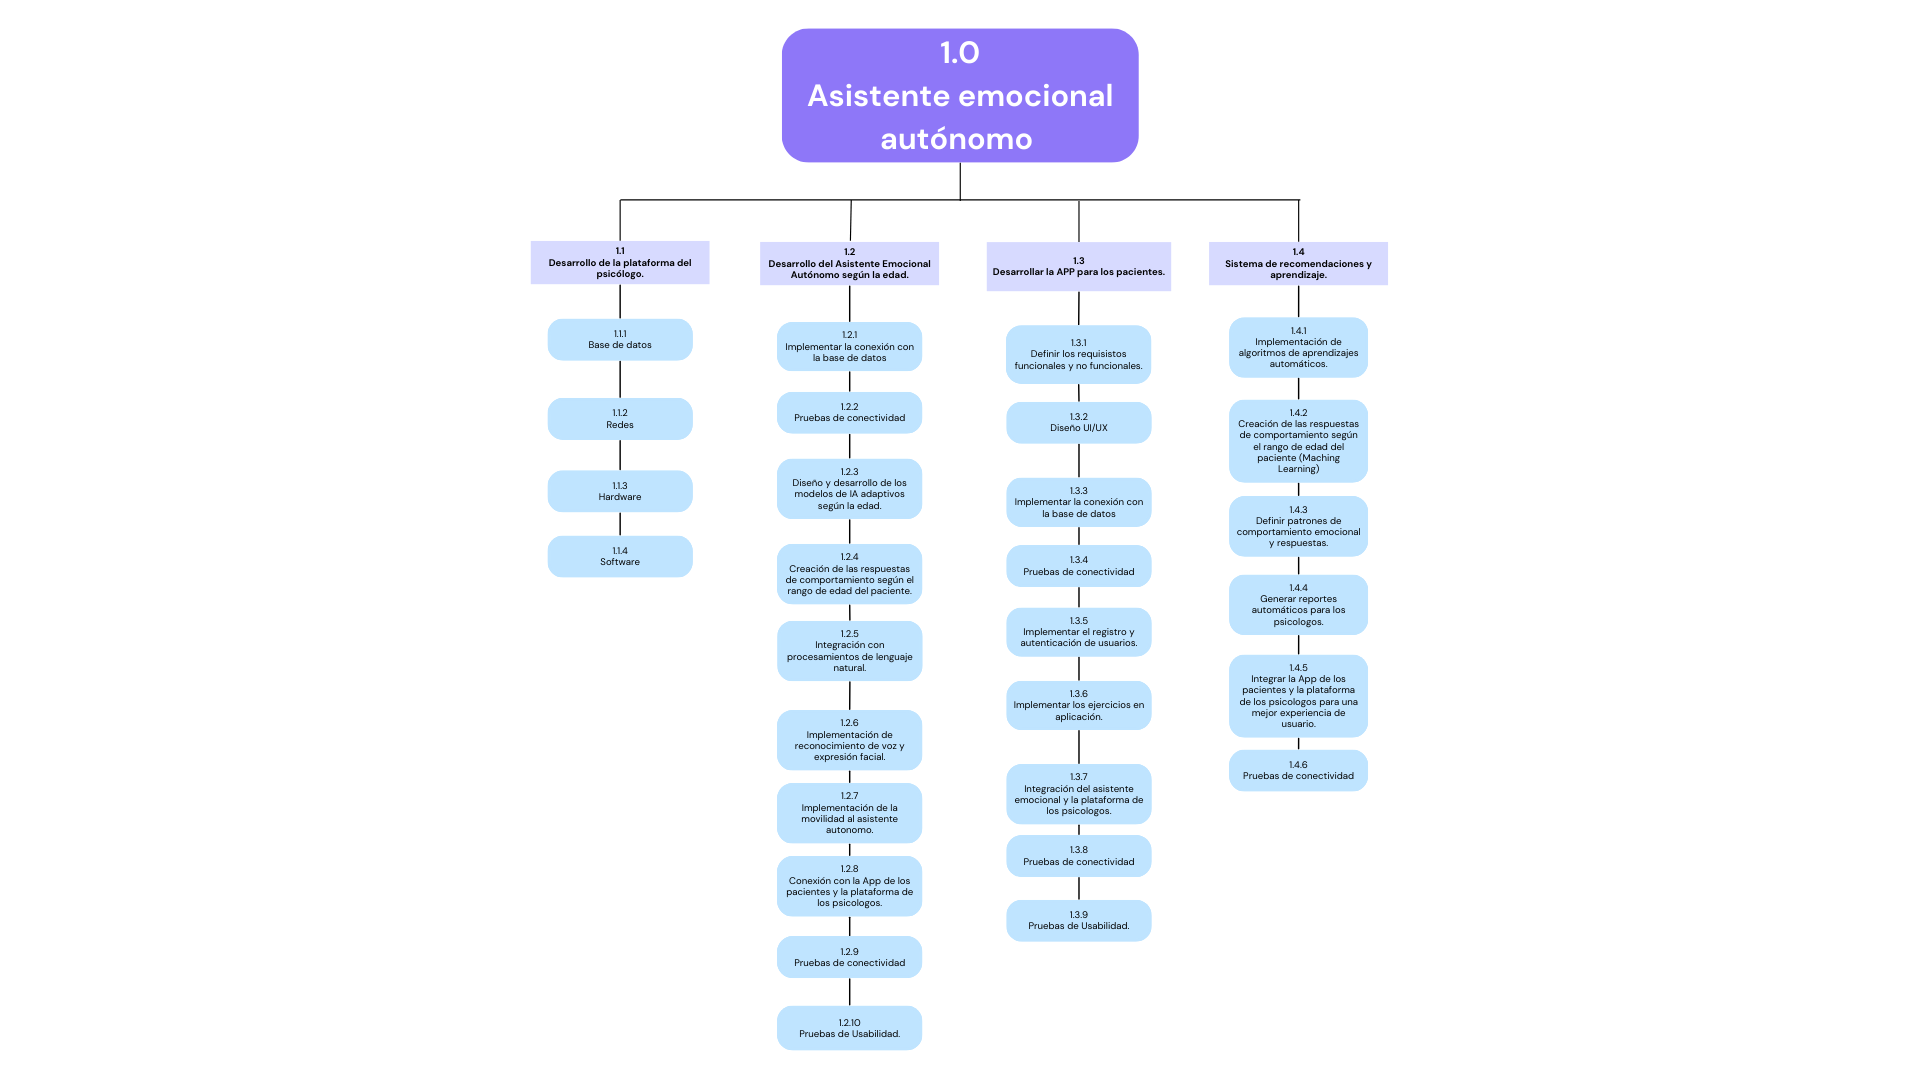 1.0
Asistente emocional
autónomo
1.1
Desarrollo de la plataforma del
psicólogo.
1.1.1
Base de datos
1.1.2
Redes
1.1.3
Hardware
1.1.4
Software
1.2
Desarrollo del Asistente Emocional
Autónomo según la edad.
1.2.1
Implementar la conexión con
la base de datos
1.2.2
Pruebas de conectividad
1.2.3
Diseño y desarrollo de los
modelos de IA adaptivos
según la edad.
1.2.4
Creación de las respuestas
de comportamiento según el
rango de edad del paciente.
1.2.5
Integración con
procesamientos de lenguaje
natural.
1.2.6
Implementación de
reconocimiento de voz y
expresión facial.
1.2.7
Implementación de la
movilidad al asistente
autonomo.
1.2.8
Conexión con la App de los
pacientes y la plataforma de
los psicologos.
1.2.9
Pruebas de conectividad
1.2.10
Pruebas de Usabilidad.
1.3
Desarrollar la APP para los pacientes.
1.3.1
Definir los requisistos
funcionales y no funcionales.
1.3.2
Diseño UI/UX
1.3.3
Implementar la conexión con
la base de datos
1.3.4
Pruebas de conectividad
1.3.5
Implementar el registro y
autenticación de usuarios.
1.3.6
Implementar los ejercicios en
aplicación.
1.3.7
Integración del asistente
emocional y la plataforma de
los psicologos.
1.3.8
Pruebas de conectividad
1.3.9
Pruebas de Usabilidad.
1.4
Sistema de recomendaciones y
aprendizaje.
1.4.1
Implementación de
algoritmos de aprendizajes
automáticos.
1.4.2
Creación de las respuestas
de comportamiento según
el rango de edad del
paciente (Maching
Learning)
1.4.3
Definir patrones de
comportamiento emocional
y respuestas.
1.4.4
Generar reportes
automáticos para los
psicologos.
1.4.5
Integrar la App de los
pacientes y la plataforma
de los psicologos para una
mejor experiencia de
usuario.
1.4.6
Pruebas de conectividad